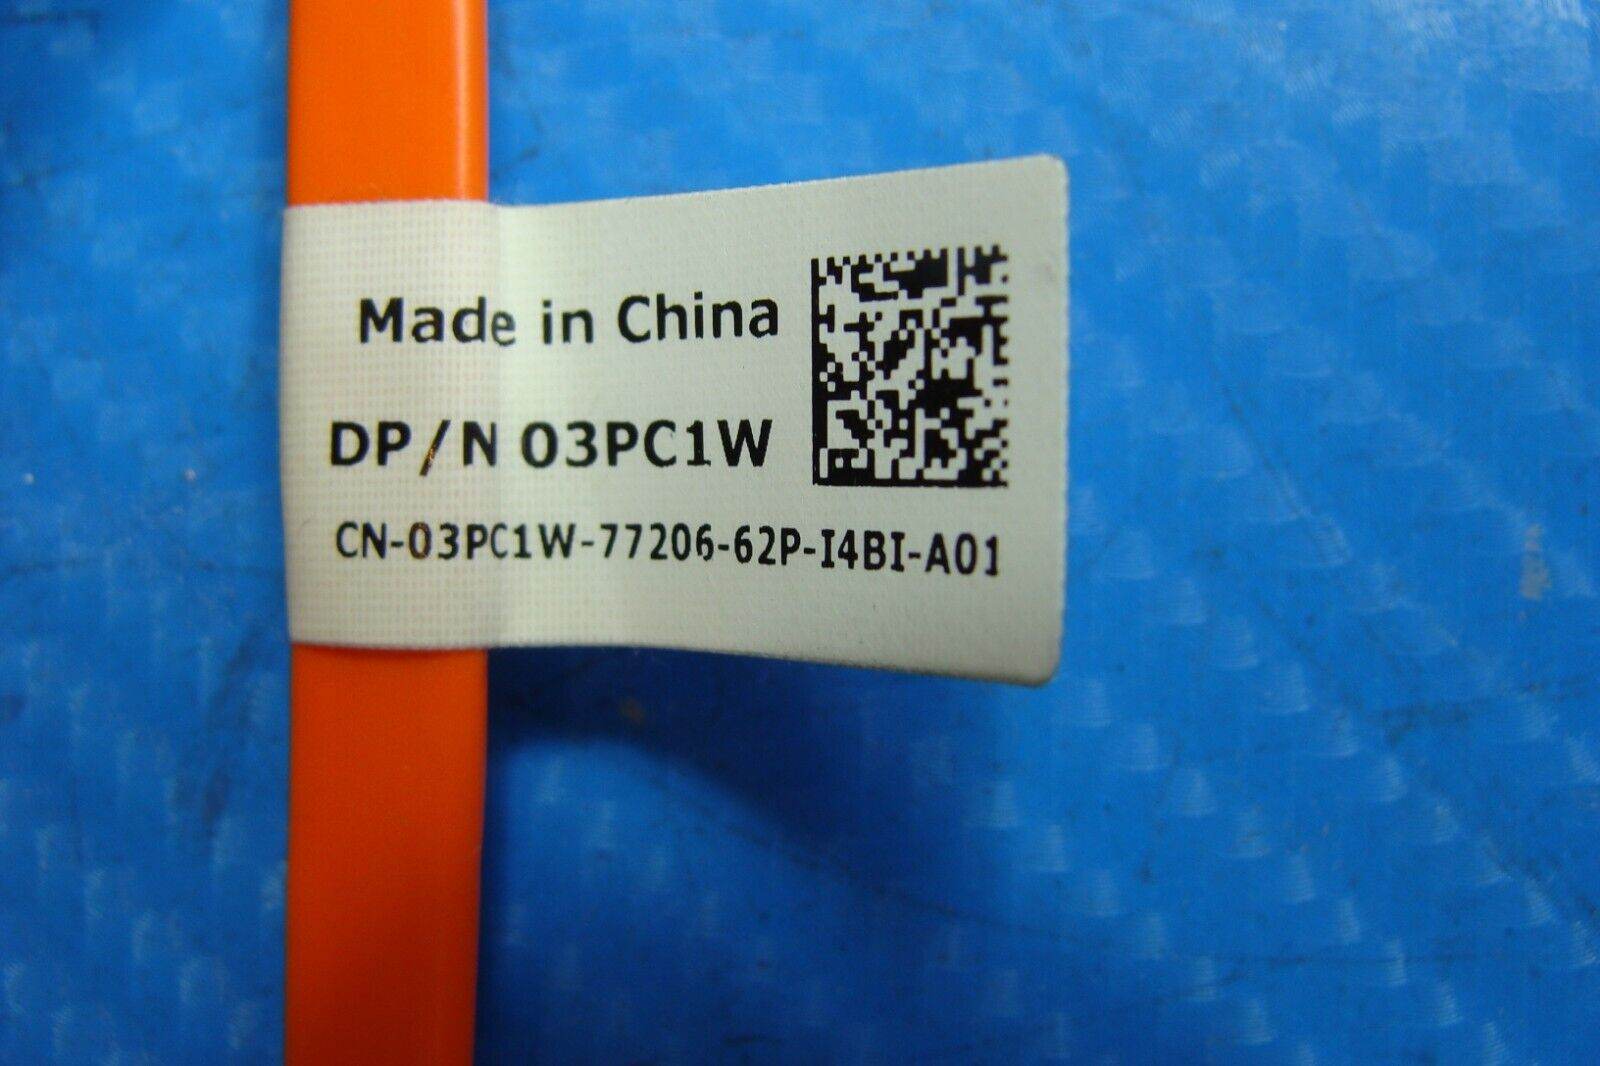 Made in China
DP/N 03PC1W
CN-03PC1W-77206-62P-I4BI-A01